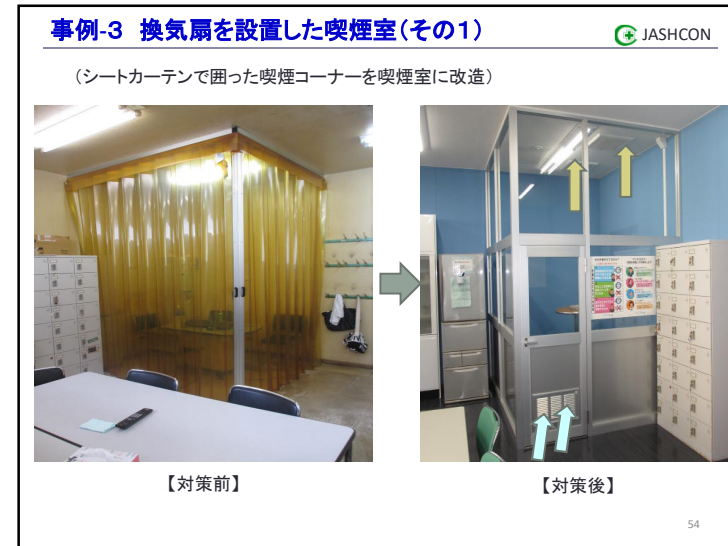 事例-3 換気扇を設置した喫煙室(その1)
JASHCON
(シートカーテンで囲った喫煙コーナーを喫煙室に改造)
【対策前】
【対策後】
54